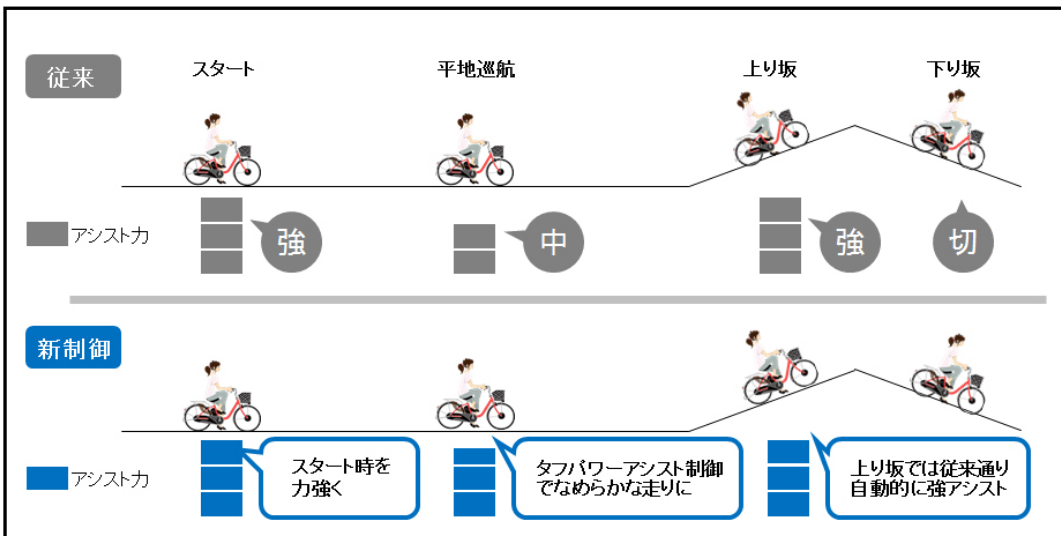 従来
スタート
平地巡航
上り坂
下り坂
アシスト力
強
中
強
切
新制御
アシスト力
スタート時を
力強く
タフパワーアシスト制御
でなめらかな走りに
上り坂では従来通り
自動的に強アシスト